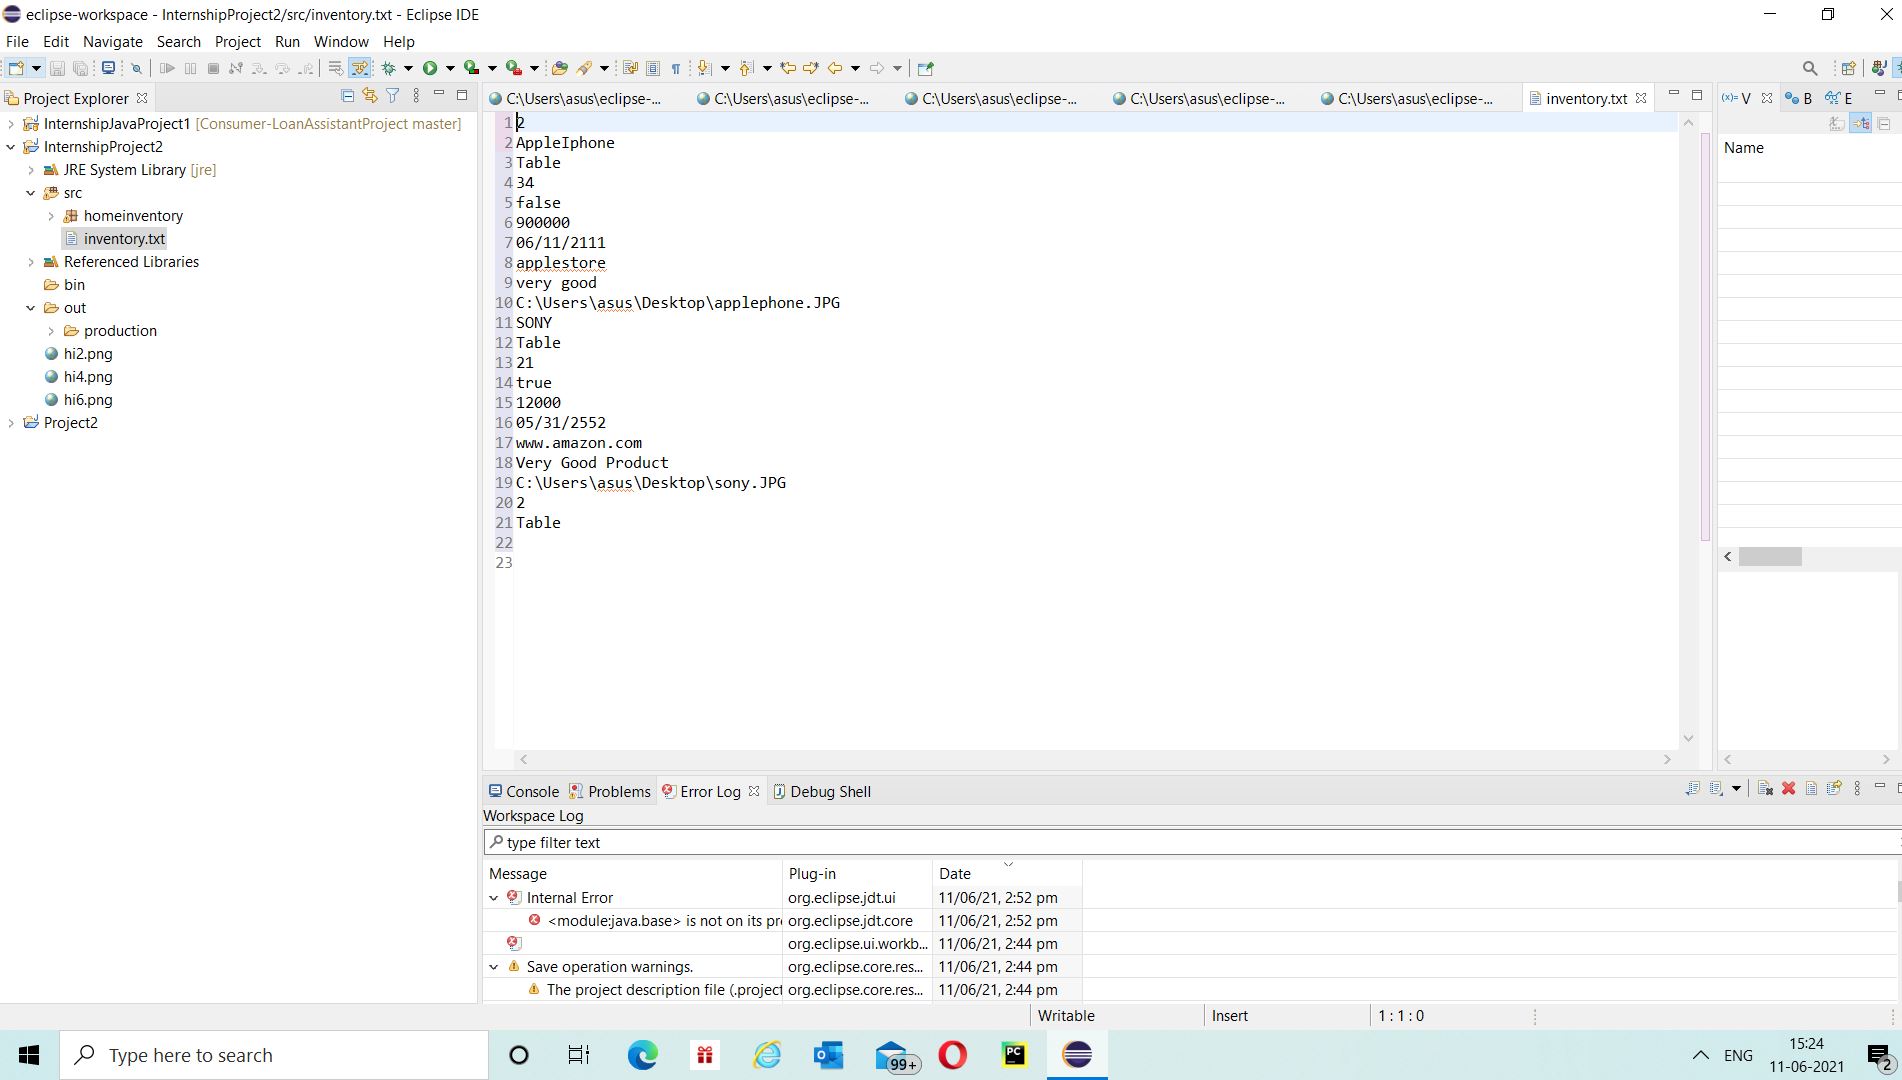 eclipse-workspace - InternshipProject2/src/inventory.txt - Eclipse IDE
File Edit Navigate Search Project Run Window Help
Project Explorer
InternshipJavaProject1 [Consumer-LoanAssistantProject master]
InternshipProject2
JRE System Library [jre]
src
homeinventory
inventory.txt
Referenced Libraries
bin
out
production
hi2.png
hi4.png
hi6.png
Project2
C:\Users\asus\eclipse-... C:\Users\asus\eclipse-... C:\Users\asus\eclipse-... C:\Users\asus\eclipse-... C:\Users\asus\eclipse-... inventory.txt
1 2
2 AppleIphone
3 Table
4 34
5 false
6 900000
7 06/11/2111
8 applestore
9 very good
10 C:\Users\asus\Desktop\applephone.JPG
11 SONY
12 Table
13 21
14 true
15 12000
16 05/31/2552
17 www.amazon.com
18 Very Good Product
19 C:\Users\asus\Desktop\sony.JPG
20 2
21 Table
22
23
(x)= V B E
Name
Console Problems Error Log Debug Shell
Workspace Log
type filter text
Message Plug-in Date
Internal Error org.eclipse.jdt.ui 11/06/21, 2:52 pm
<module:java.base> is not on its pr org.eclipse.jdt.core 11/06/21, 2:52 pm
org.eclipse.ui.workb... 11/06/21, 2:44 pm
Save operation warnings. org.eclipse.core.res... 11/06/21, 2:44 pm
The project description file (.project org.eclipse.core.res... 11/06/21, 2:44 pm
Writable Insert 1 : 1 : 0
Type here to search
99+
PC
ENG
15:24
11-06-2021
2